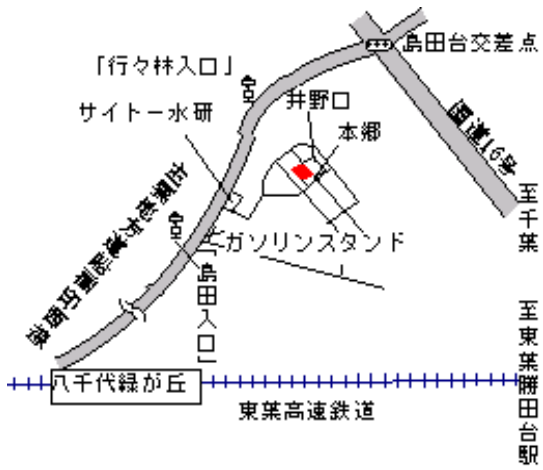 島田台交差点
「行々林入口」
井野口
サイトー水研
本郷
国道16号
至千葉
ガソリンスタンド
「島田入口」
至東葉勝田台駅
八千代緑が丘
東葉高速鉄道